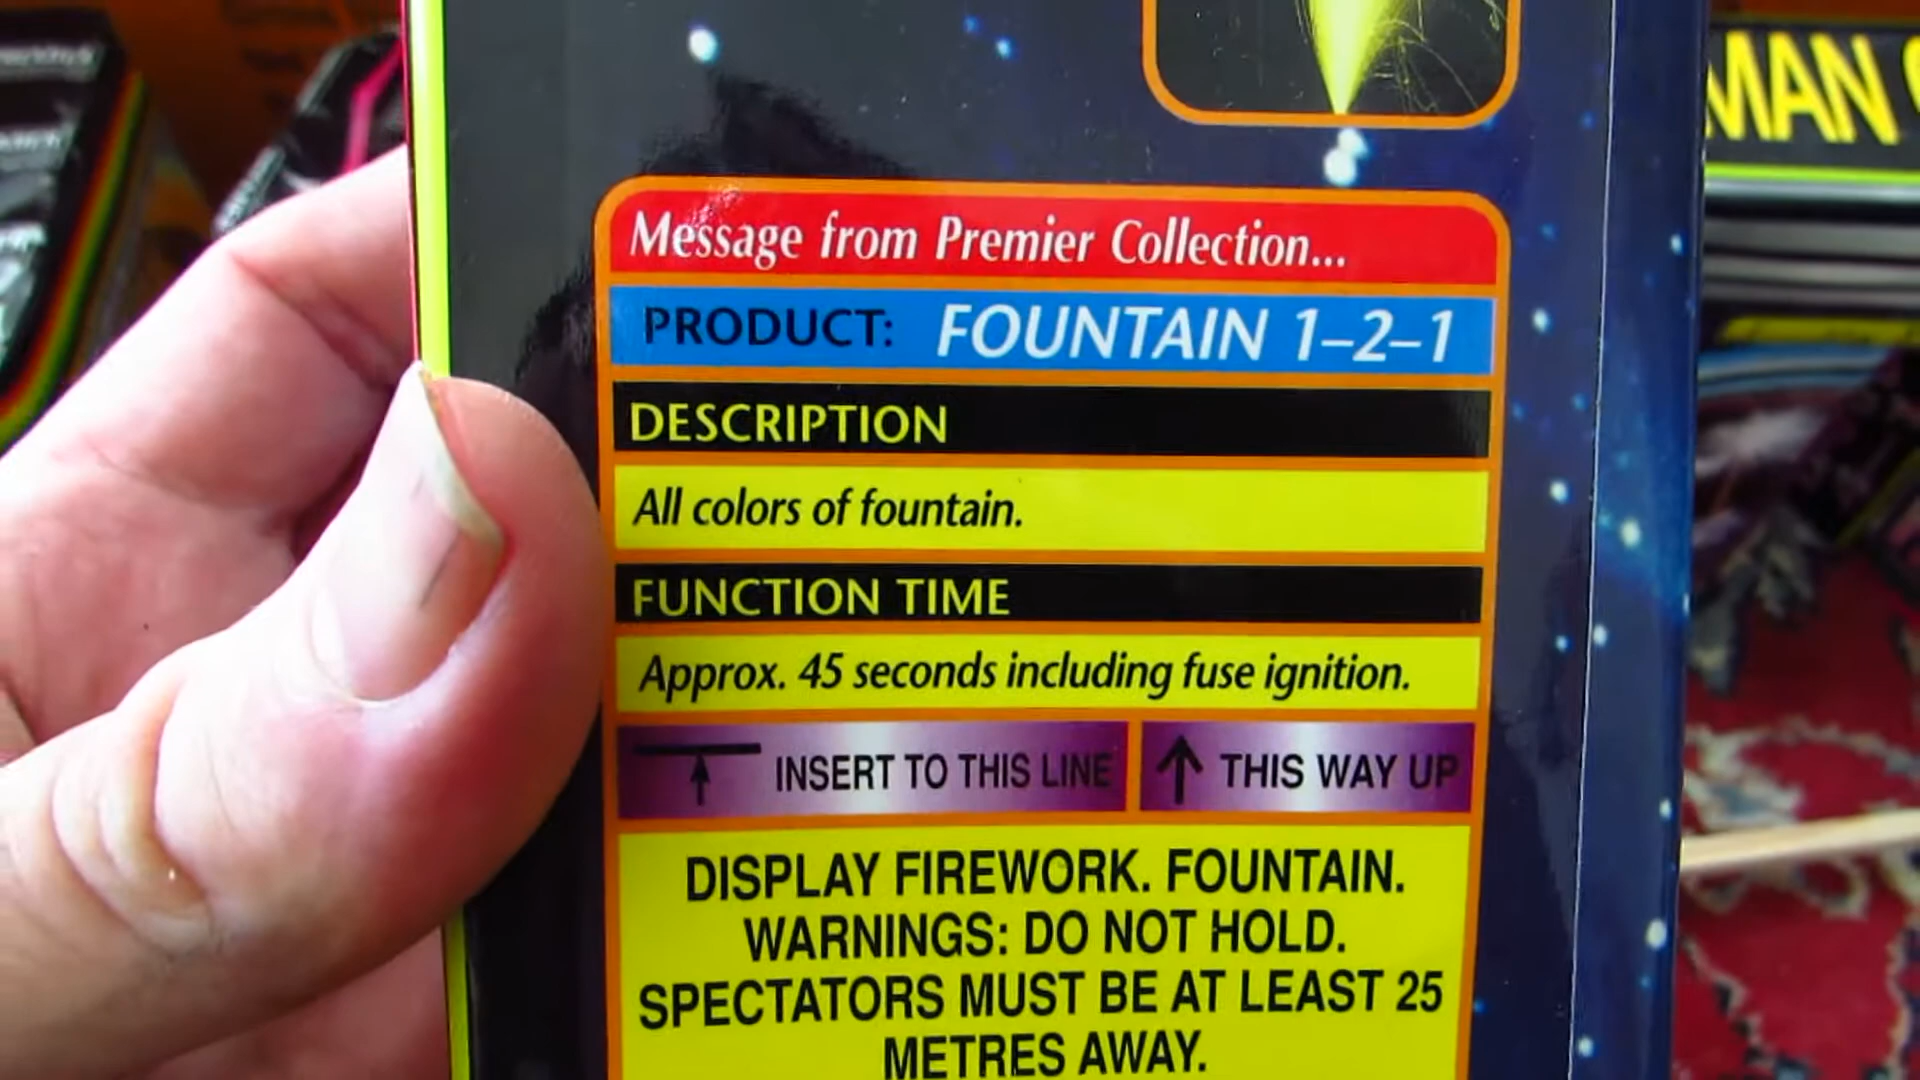 MAN
Message from Premier Collection...
PRODUCT: FOUNTAIN 1–2–1
DESCRIPTION
All colors of fountain.
FUNCTION TIME
Approx. 45 seconds including fuse ignition.
INSERT TO THIS LINE
THIS WAY UP
DISPLAY FIREWORK. FOUNTAIN.
WARNINGS: DO NOT HOLD.
SPECTATORS MUST BE AT LEAST 25
METRES AWAY.